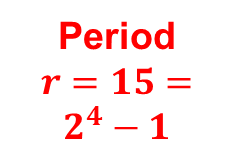 Period
r = 15 =
2⁴ − 1